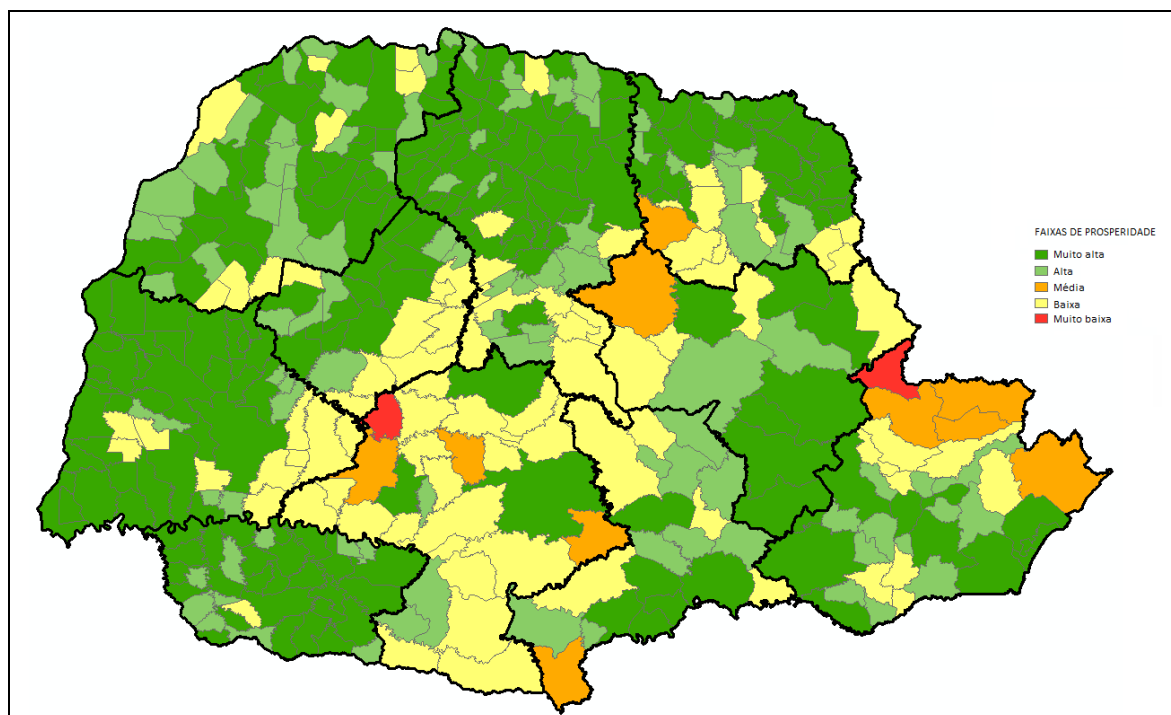 FAIXAS DE PROSPERIDADE
Muito alta
Alta
Média
Baixa
Muito baixa